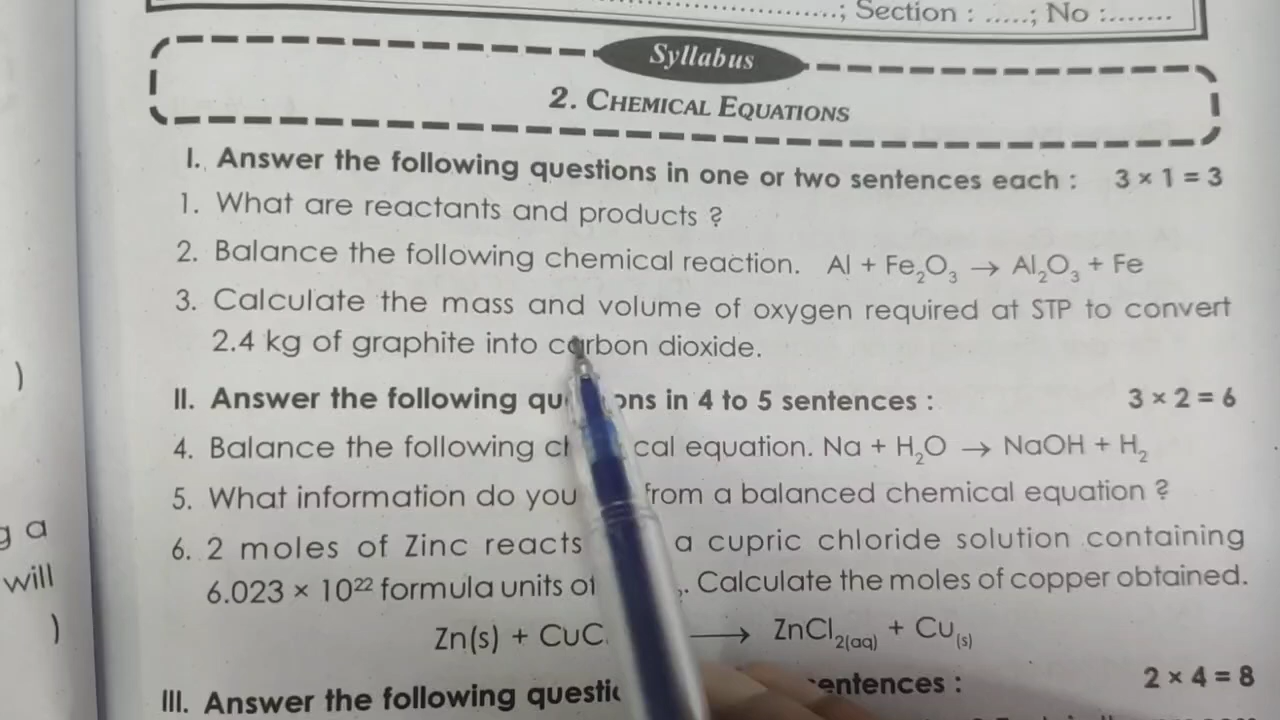 ..............................; Section : .....; No :........
Syllabus
2. CHEMICAL EQUATIONS
I. Answer the following questions in one or two sentences each : 3 × 1 = 3
1. What are reactants and products ?
2. Balance the following chemical reaction. Al + Fe₂O₃ → Al₂O₃ + Fe
3. Calculate the mass and volume of oxygen required at STP to convert
2.4 kg of graphite into carbon dioxide.
II. Answer the following qu ons in 4 to 5 sentences : 3 × 2 = 6
4. Balance the following ch cal equation. Na + H₂O → NaOH + H₂
5. What information do you from a balanced chemical equation ?
6. 2 moles of Zinc reacts a cupric chloride solution containing
6.023 × 10²² formula units of ₂. Calculate the moles of copper obtained.
Zn(s) + CuC → ZnCl₂(aq) + Cu(s)
III. Answer the following questi entences : 2 × 4 = 8
)
g a
will
)